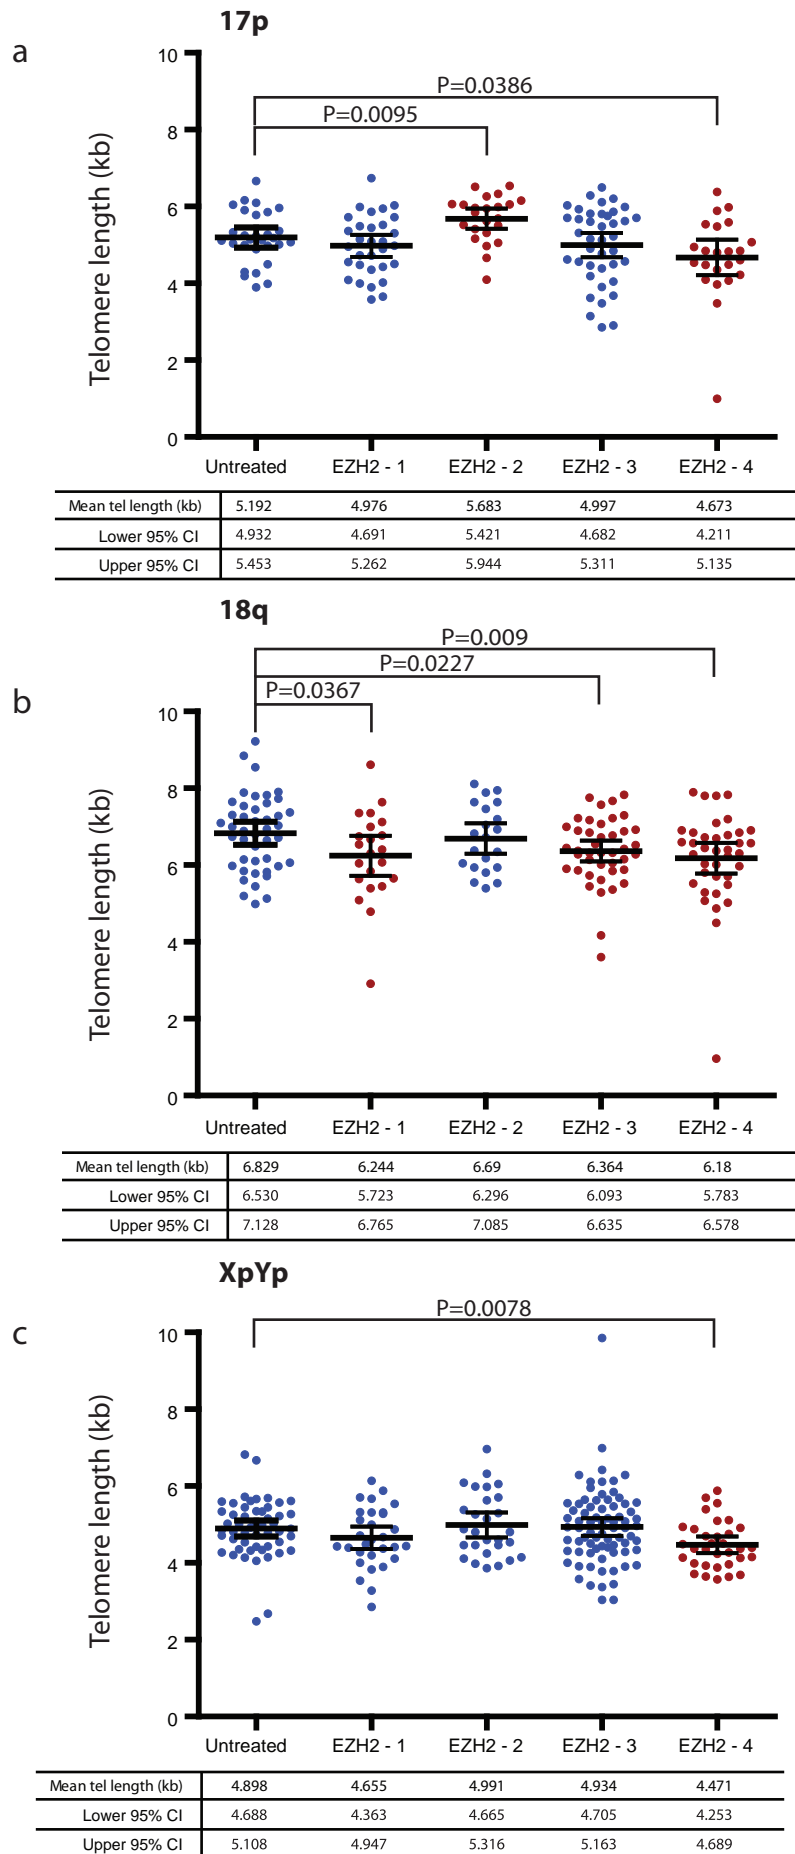 17p
a
P=0.0386
P=0.0095
Telomere length (kb)
10
8
6
4
2
0
Untreated EZH2 - 1 EZH2 - 2 EZH2 - 3 EZH2 - 4
Mean tel length (kb) 5.192 4.976 5.683 4.997 4.673
Lower 95% CI 4.932 4.691 5.421 4.682 4.211
Upper 95% CI 5.453 5.262 5.944 5.311 5.135
18q
b
P=0.009
P=0.0227
P=0.0367
Telomere length (kb)
10
8
6
4
2
0
Untreated EZH2 - 1 EZH2 - 2 EZH2 - 3 EZH2 - 4
Mean tel length (kb) 6.829 6.244 6.69 6.364 6.18
Lower 95% CI 6.530 5.723 6.296 6.093 5.783
Upper 95% CI 7.128 6.765 7.085 6.635 6.578
XpYp
c
P=0.0078
Telomere length (kb)
10
8
6
4
2
0
Untreated EZH2 - 1 EZH2 - 2 EZH2 - 3 EZH2 - 4
Mean tel length (kb) 4.898 4.655 4.991 4.934 4.471
Lower 95% CI 4.688 4.363 4.665 4.705 4.253
Upper 95% CI 5.108 4.947 5.316 5.163 4.689